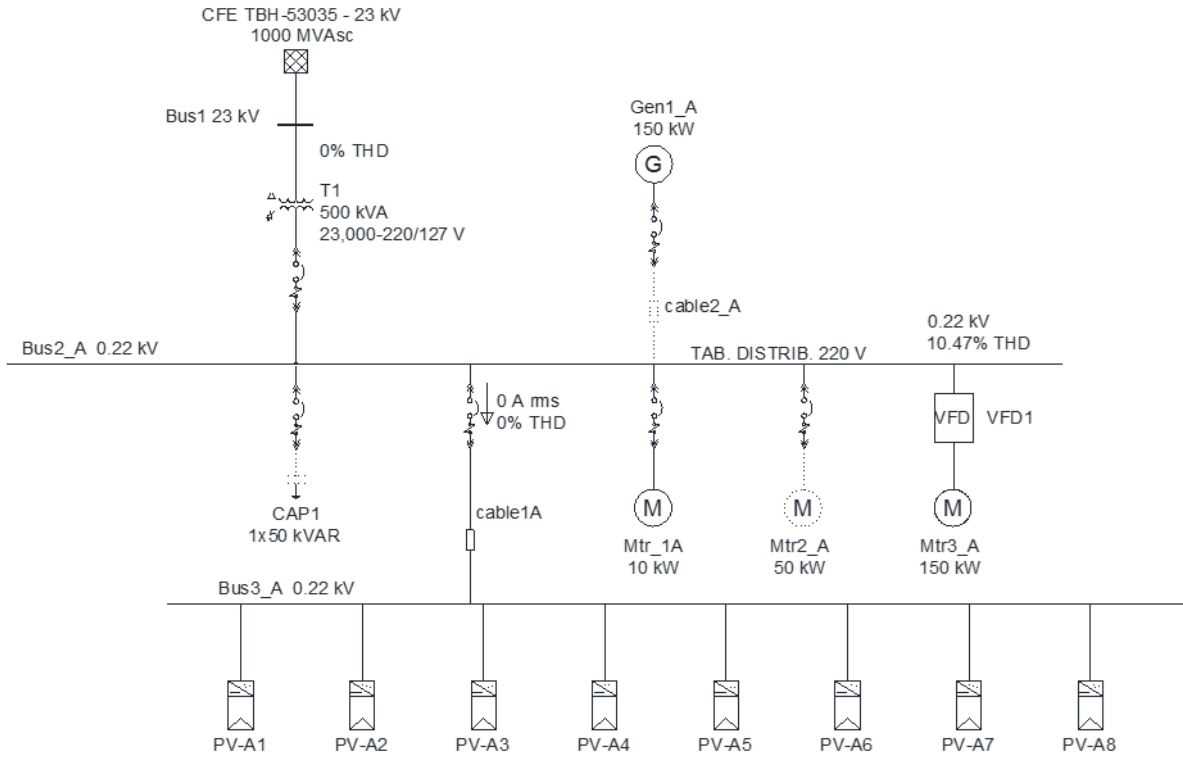 CFE TBH-53035 - 23 kV
1000 MVAsc
Bus1 23 kV
0% THD
T1
500 kVA
23,000-220/127 V
Gen1_A
150 kW
G
cable2_A
Bus2_A 0.22 kV
TAB. DISTRIB. 220 V
0.22 kV
10.47% THD
0 A rms
0% THD
VFD
VFD1
CAP1
1x50 kVAR
cable1A
M
Mtr_1A
10 kW
M
Mtr2_A
50 kW
M
Mtr3_A
150 kW
Bus3_A 0.22 kV
PV-A1
PV-A2
PV-A3
PV-A4
PV-A5
PV-A6
PV-A7
PV-A8